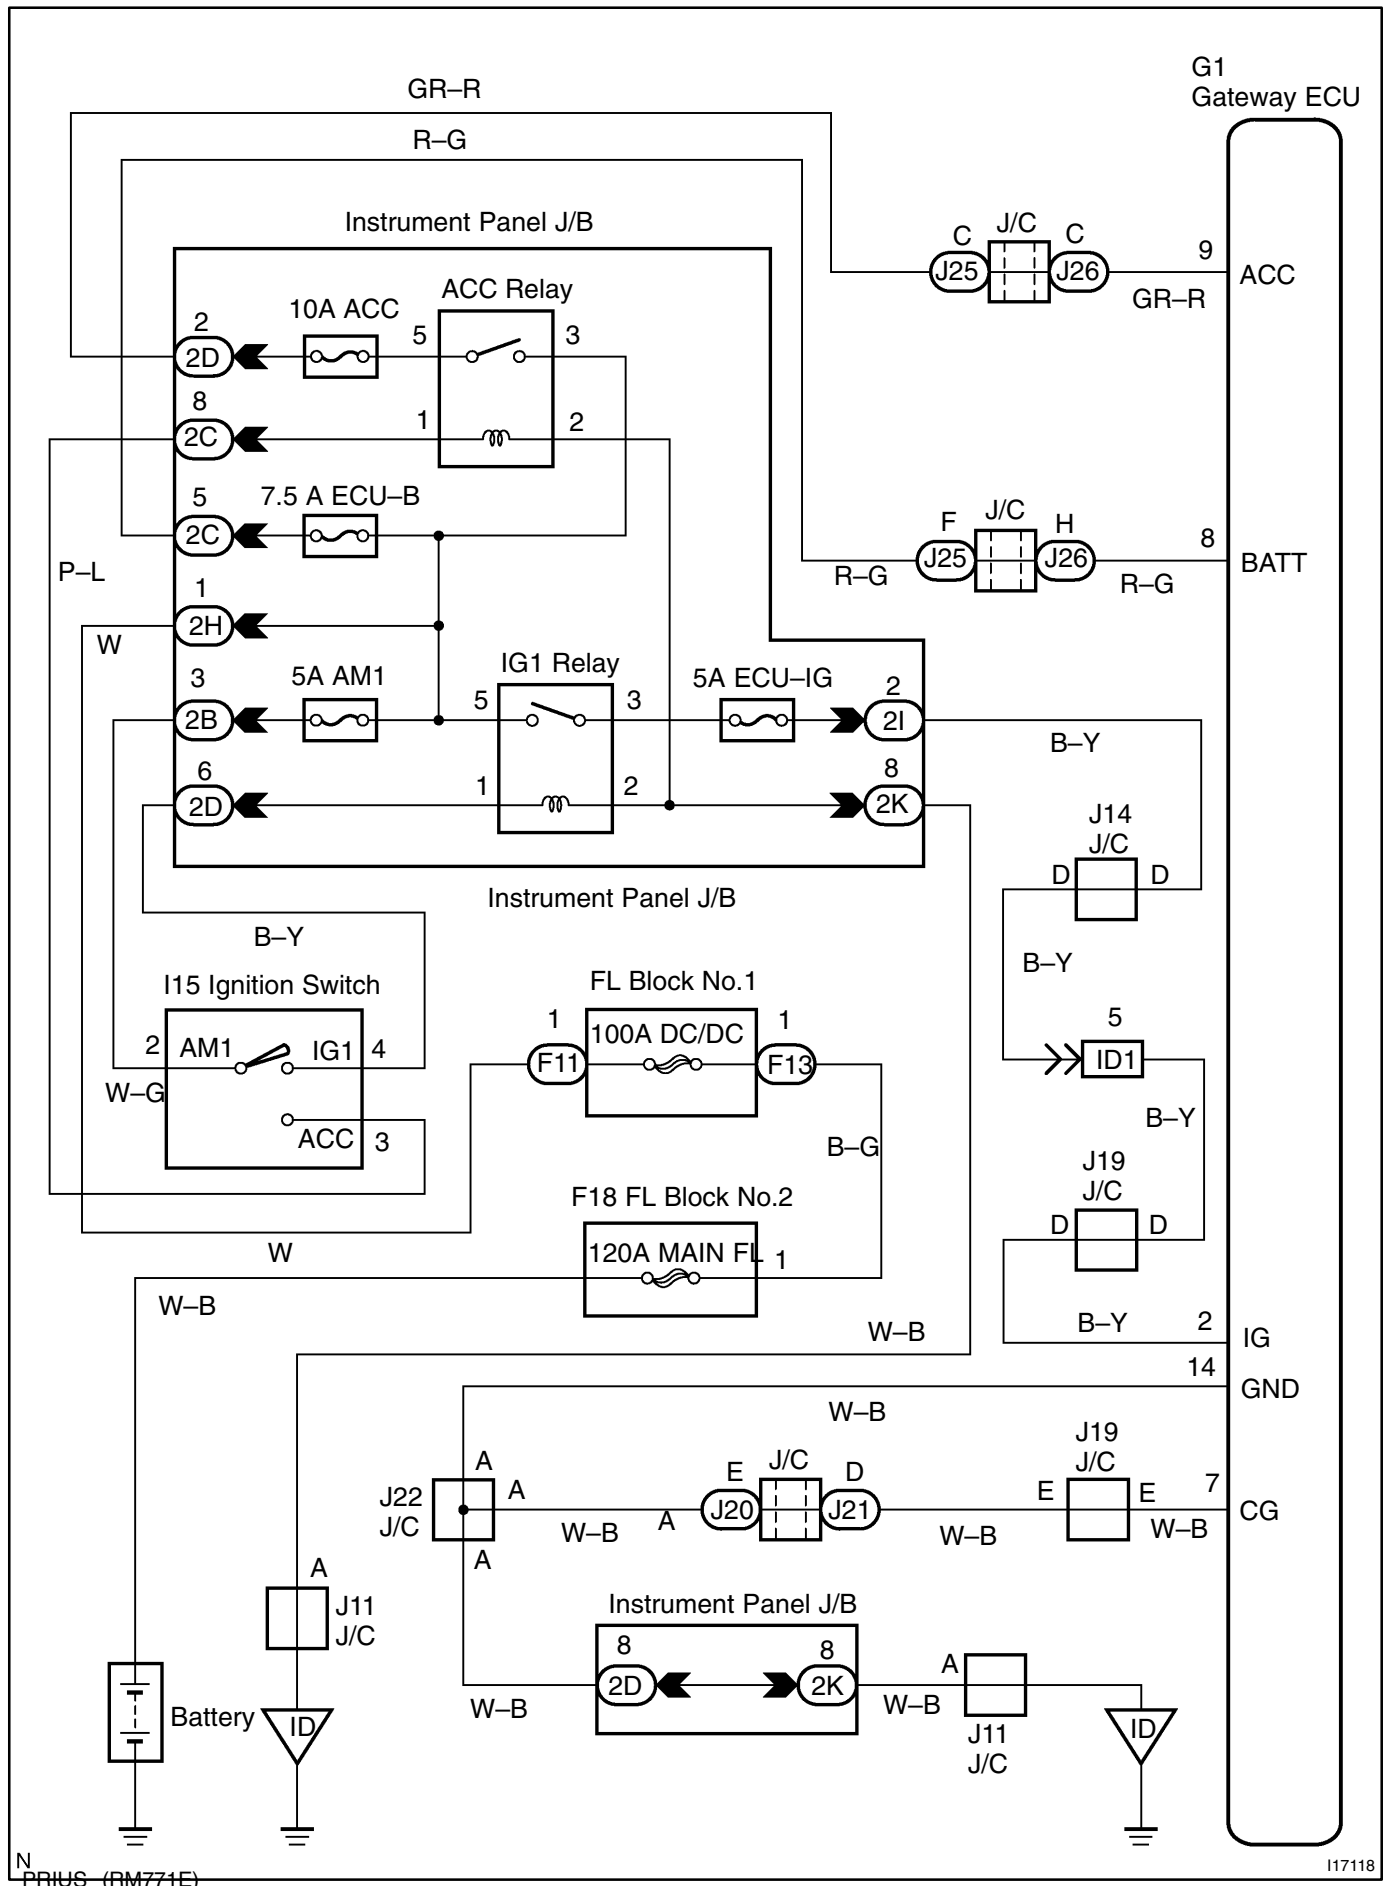 G1
Gateway ECU
GR–R
R–G
Instrument Panel J/B
C
J/C
C
J25
J26
9
ACC
GR–R
10A ACC
ACC Relay
2
2D
5
3
8
2C
1
2
5
2C
7.5 A ECU–B
F
J/C
H
J25
J26
8
BATT
R–G
R–G
P–L
1
2H
W
3
2B
5A AM1
IG1 Relay
5
3
5A ECU–IG
2
2I
B–Y
6
2D
1
2
8
2K
J14
J/C
D
D
Instrument Panel J/B
B–Y
B–Y
I15 Ignition Switch
FL Block No.1
2
AM1
IG1
4
W–G
ACC
3
1
100A DC/DC
1
F11
F13
5
ID1
B–Y
B–G
J19
J/C
D
D
F18 FL Block No.2
120A MAIN FL
1
W
W–B
W–B
B–Y
2
IG
14
GND
W–B
A
J22
J/C
A
A
W–B
A
E
J/C
D
J20
J21
W–B
J19
J/C
E
E
W–B
7
CG
A
J11
J/C
Instrument Panel J/B
8
2D
8
2K
W–B
W–B
A
J11
J/C
Battery
ID
ID
N
PRIUS (RM771E)
I17118